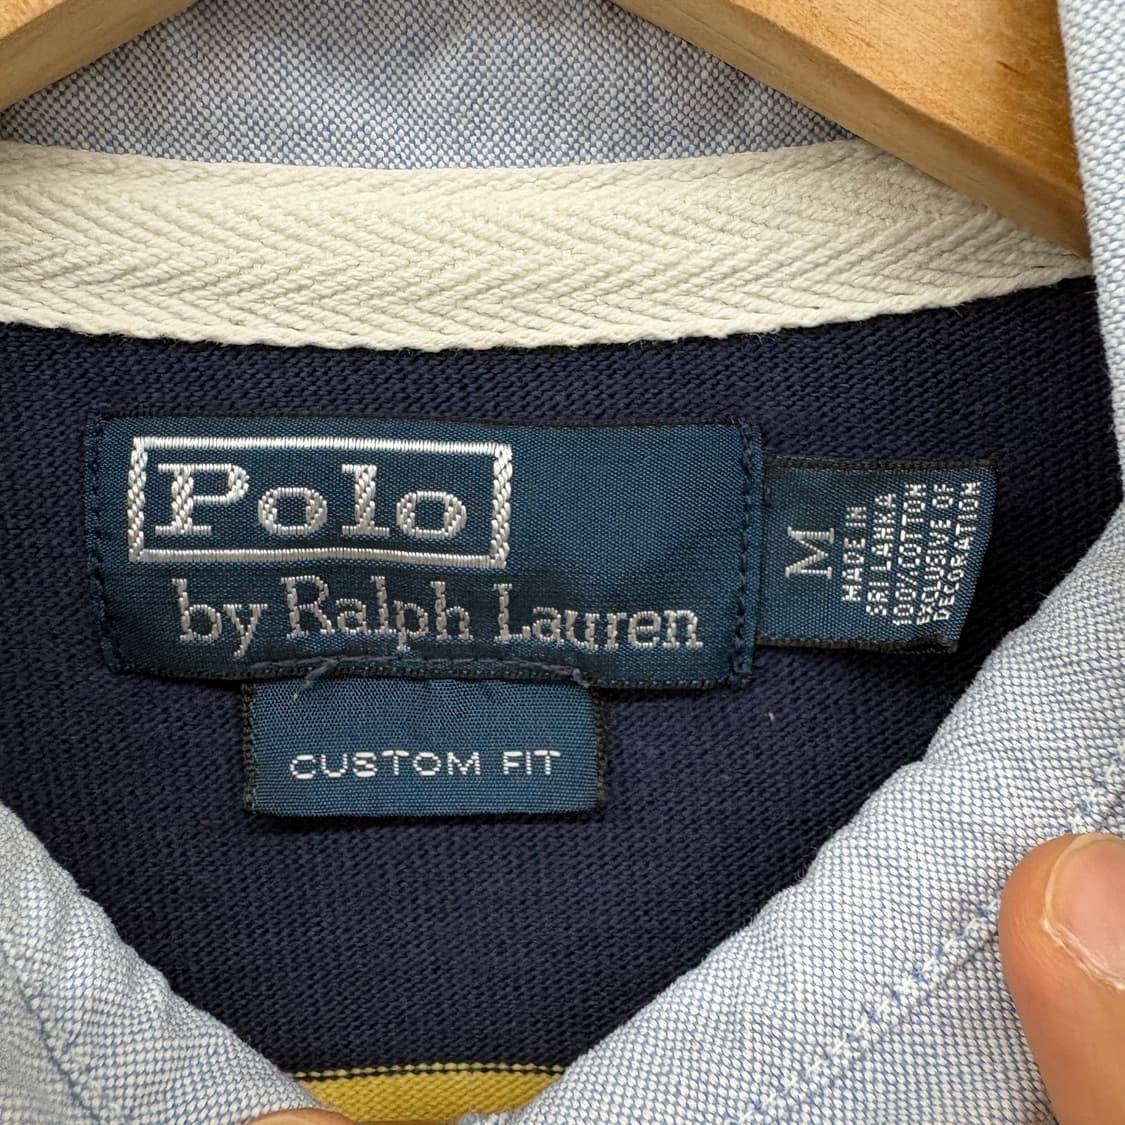 Polo
by Ralph Lauren
CUSTOM FIT
M
MADE IN
SRI LANKA
100% COTTON
EXCLUSIVE OF
DECORATION